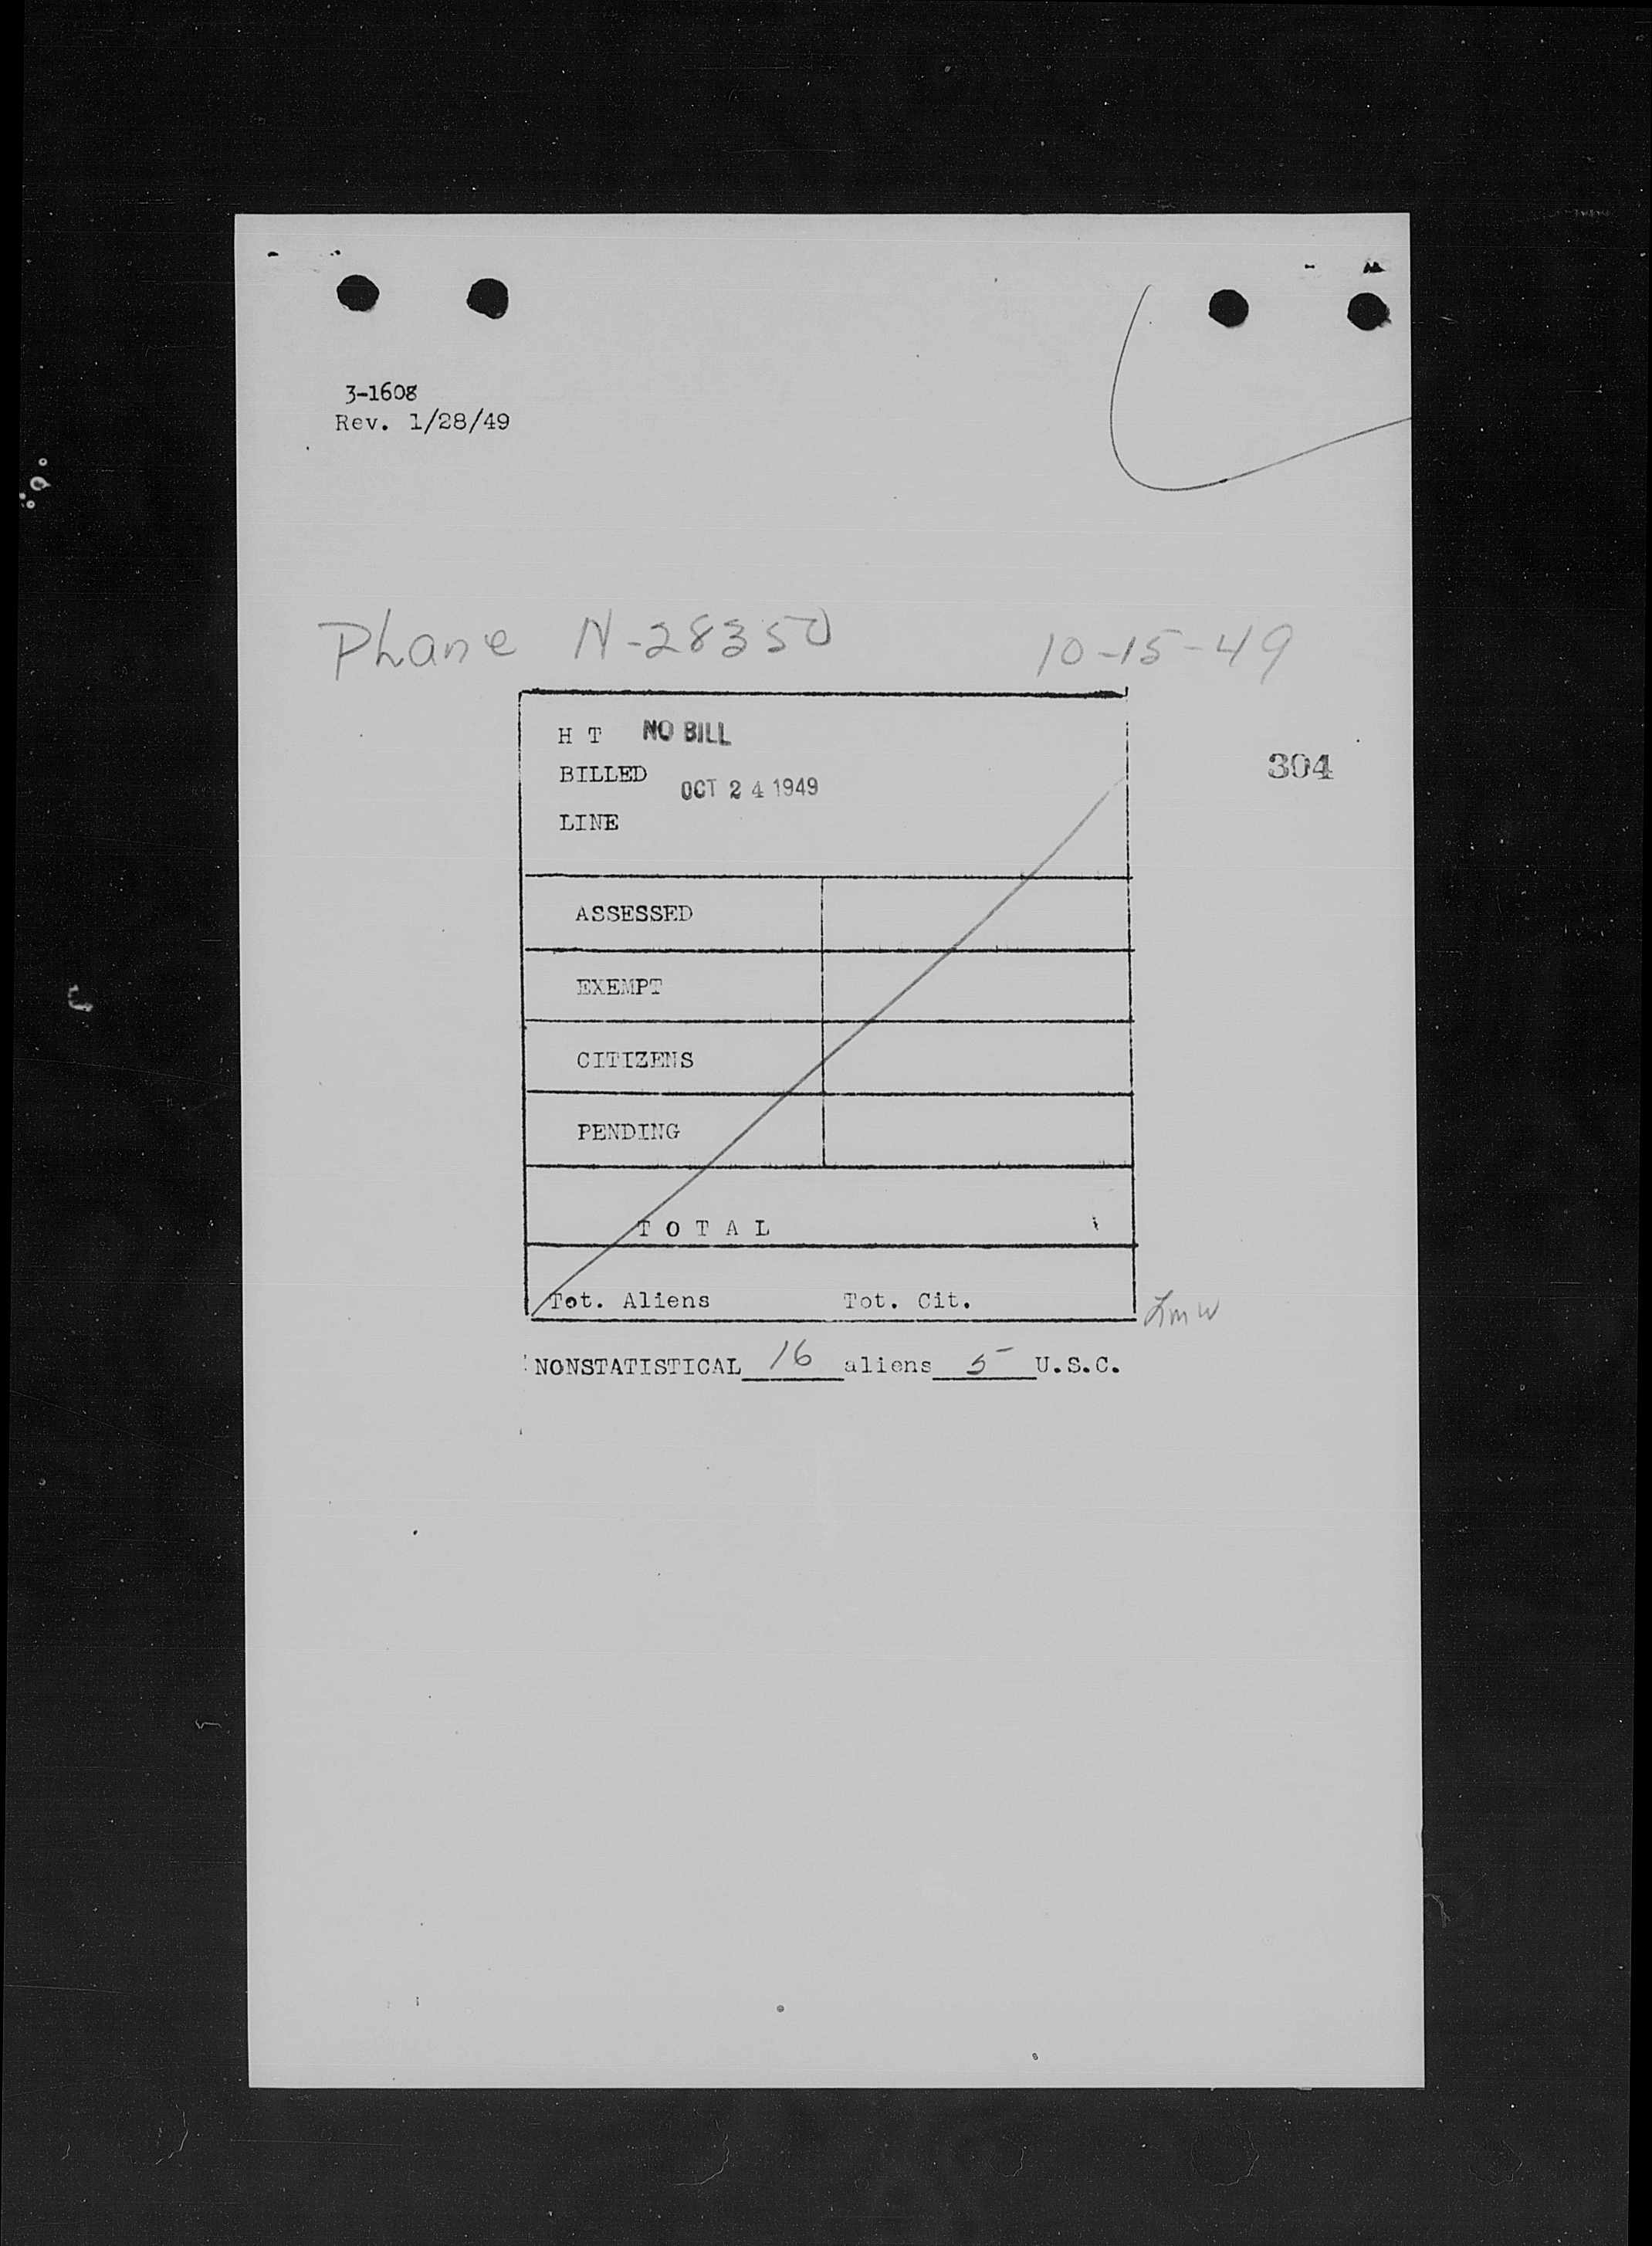 3-1608
Rev. 1/28/49
Plane N-28350 10-15-49
H T NO BILL
304
BILLED OCT 24 1949
LINE
ASSESSED
EXEMPT
CITIZENS
PENDING
T O T A L
Tot. Aliens Tot. Cit.
NONSTATISTICAL 16 aliens 5 U.S.C.